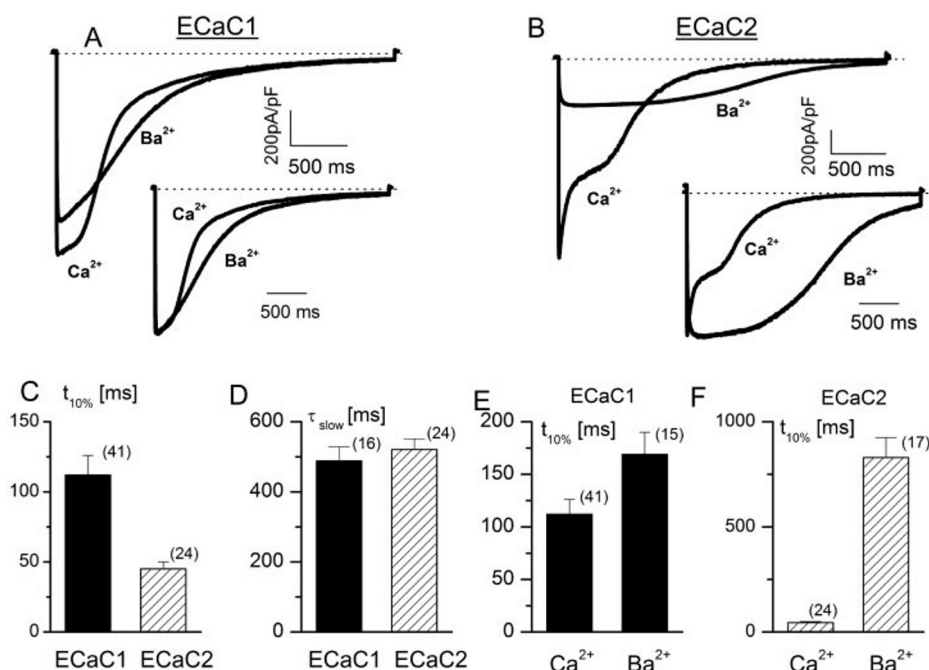 A
ECaC1
Ba²⁺
Ca²⁺
200pA/pF
500 ms
Ca²⁺
Ba²⁺
500 ms
B
ECaC2
Ba²⁺
Ca²⁺
200pA/pF
500 ms
Ca²⁺
Ba²⁺
500 ms
C
t10% [ms]
150
100
50
0
(41)
(24)
ECaC1 ECaC2
D
τ slow [ms]
600
400
200
0
(16)
(24)
ECaC1 ECaC2
E
ECaC1
t10% [ms]
200
150
100
50
0
(41)
(15)
Ca²⁺ Ba²⁺
F
ECaC2
t10% [ms]
1000
500
0
(24)
(17)
Ca²⁺ Ba²⁺